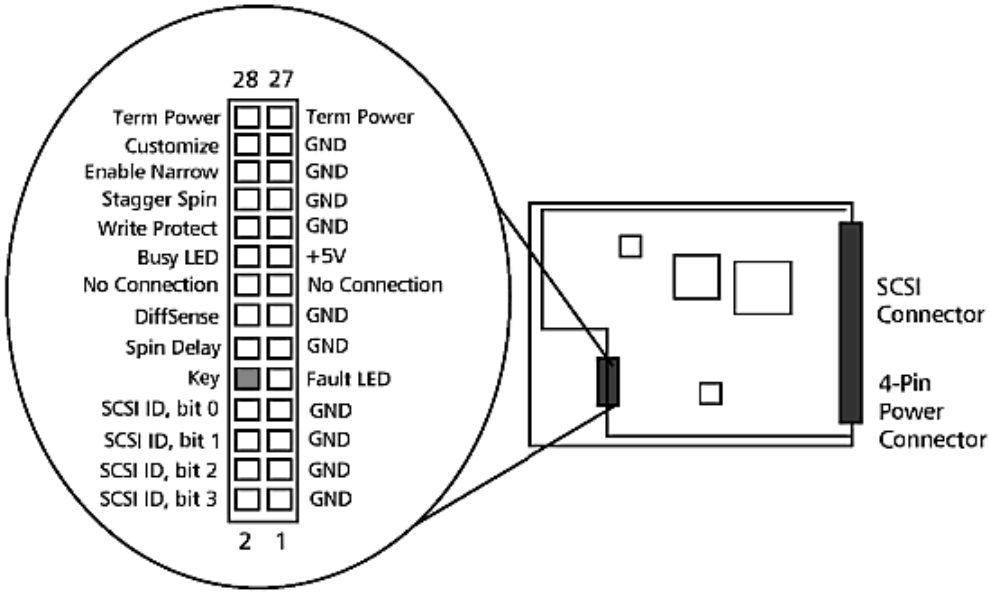 28 27
Term Power Term Power
Customize GND
Enable Narrow GND
Stagger Spin GND
Write Protect GND
Busy LED +5V
No Connection No Connection
DiffSense GND
Spin Delay GND
Key Fault LED
SCSI ID, bit 0 GND
SCSI ID, bit 1 GND
SCSI ID, bit 2 GND
SCSI ID, bit 3 GND
2 1
SCSI
Connector
4-Pin
Power
Connector